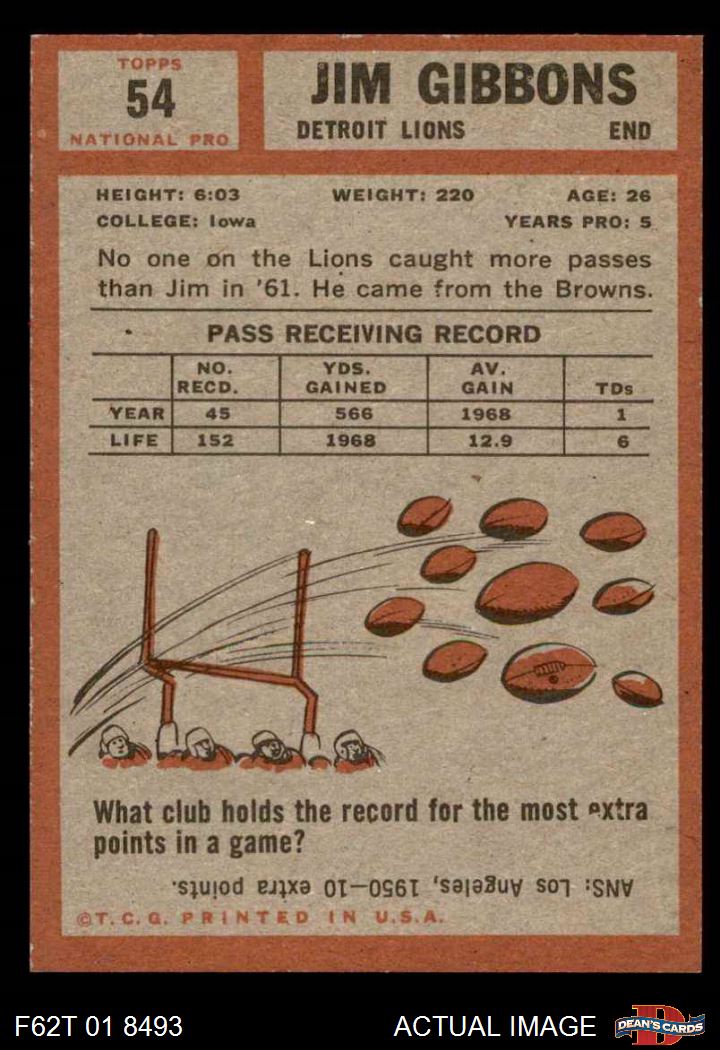 TOPPS
54
NATIONAL PRO
JIM GIBBONS
DETROIT LIONS END
HEIGHT: 6:03 WEIGHT: 220 AGE: 26
COLLEGE: Iowa YEARS PRO: 5
No one on the Lions caught more passes
than Jim in '61. He came from the Browns.
PASS RECEIVING RECORD
NO. RECD. YDS. GAINED AV. GAIN TDs
YEAR 45 566 1968 1
LIFE 152 1968 12.9 6
What club holds the record for the most extra
points in a game?
ANS: Los Angeles, 1950—10 extra points.
©T.C.G. PRINTED IN U.S.A.
F62T 01 8493 ACTUAL IMAGE D DEAN'S CARDS